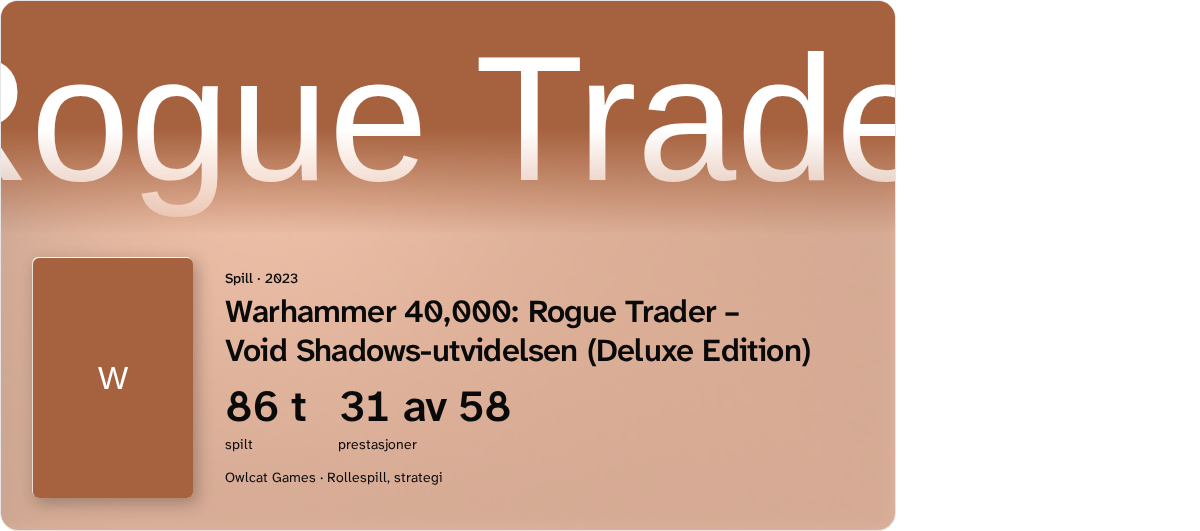 Rogue Trade
Spill · 2023
Warhammer 40,000: Rogue Trader –
Void Shadows-utvidelsen (Deluxe Edition)
W
86 t 31 av 58
spilt prestasjoner
Owlcat Games · Rollespill, strategi